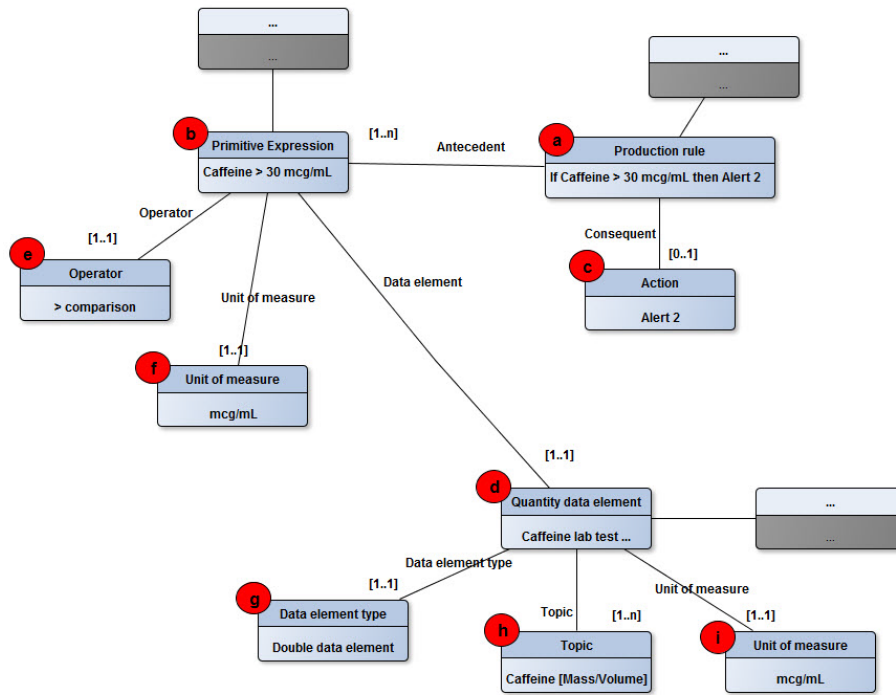 ...
...
...
...
b
Primitive Expression
Caffeine > 30 mcg/mL
[1..n]
Antecedent
a
Production rule
If Caffeine > 30 mcg/mL then Alert 2
Operator
[1..1]
Consequent
[0..1]
e
Operator
> comparison
Data element
c
Action
Alert 2
Unit of measure
[1..1]
f
Unit of measure
mcg/mL
[1..1]
d
Quantity data element
Caffeine lab test ...
...
...
Data element type
[1..1]
Unit of measure
g
Data element type
Double data element
Topic
[1..n]
[1..1]
h
Topic
Caffeine [Mass/Volume]
i
Unit of measure
mcg/mL